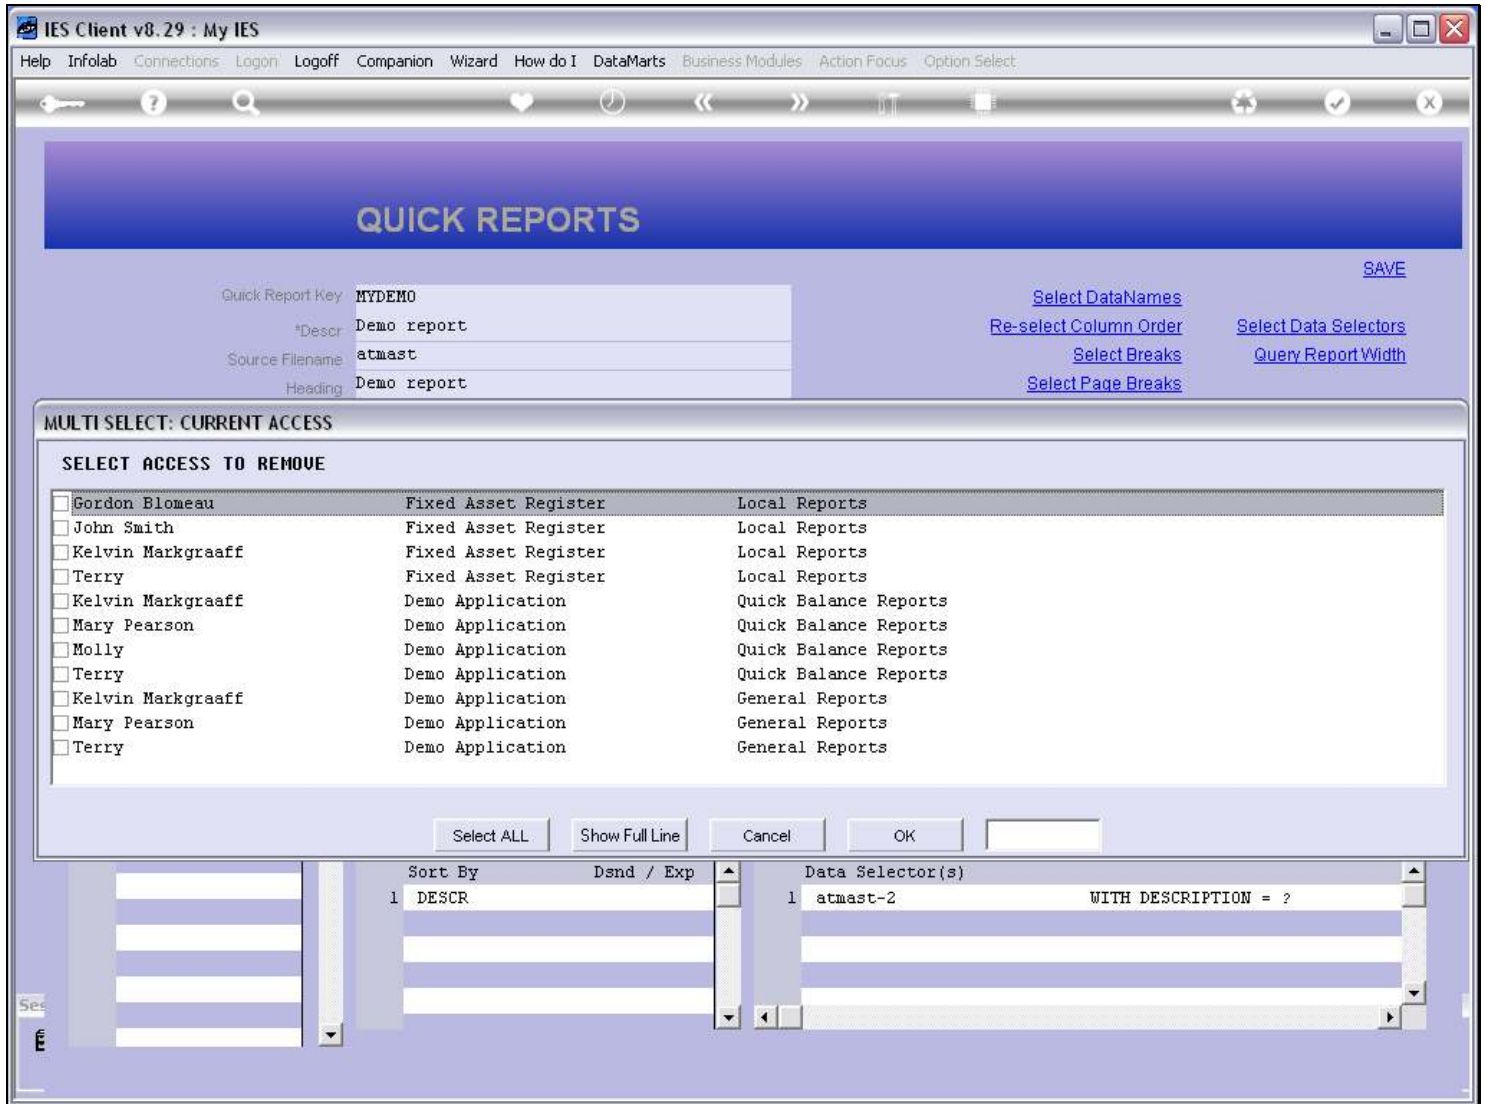 IES Client v8.29 : My IES
Help Infolab Connections Logon Logoff Companion Wizard How do I DataMarts Business Modules Action Focus Option Select
QUICK REPORTS
SAVE
Quick Report Key MYDEMO Select DataNames
*Descr Demo report Re-select Column Order Select Data Selectors
Source Filename atmast Select Breaks Query Report Width
Heading Demo report Select Page Breaks
MULTI SELECT: CURRENT ACCESS
SELECT ACCESS TO REMOVE
Gordon Blomeau Fixed Asset Register Local Reports
John Smith Fixed Asset Register Local Reports
Kelvin Markgraaff Fixed Asset Register Local Reports
Terry Fixed Asset Register Local Reports
Kelvin Markgraaff Demo Application Quick Balance Reports
Mary Pearson Demo Application Quick Balance Reports
Molly Demo Application Quick Balance Reports
Terry Demo Application Quick Balance Reports
Kelvin Markgraaff Demo Application General Reports
Mary Pearson Demo Application General Reports
Terry Demo Application General Reports
Select ALL Show Full Line Cancel OK
Sort By Dsnd / Exp Data Selector(s)
1 DESCR 1 atmast-2 WITH DESCRIPTION = ?